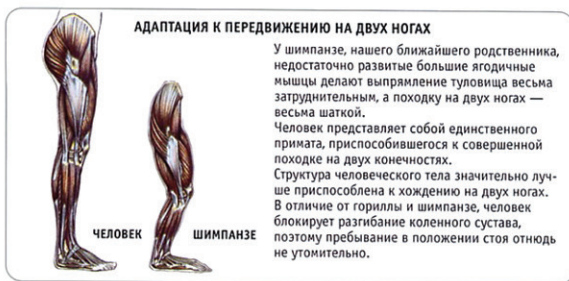 АДАПТАЦИЯ К ПЕРЕДВИЖЕНИЮ НА ДВУХ НОГАХ
У шимпанзе, нашего ближайшего родственника,
недостаточно развитые большие ягодичные
мышцы делают выпрямление туловища весьма
затруднительным, а походку на двух ногах —
весьма шаткой.
Человек представляет собой единственного
примата, приспособившегося к совершенной
походке на двух конечностях.
Структура человеческого тела значительно луч-
ше приспособлена к хождению на двух ногах.
В отличие от гориллы и шимпанзе, человек
блокирует разгибание коленного сустава,
поэтому пребывание в положении стоя отнюдь
не утомительно.
ЧЕЛОВЕК
ШИМПАНЗЕ